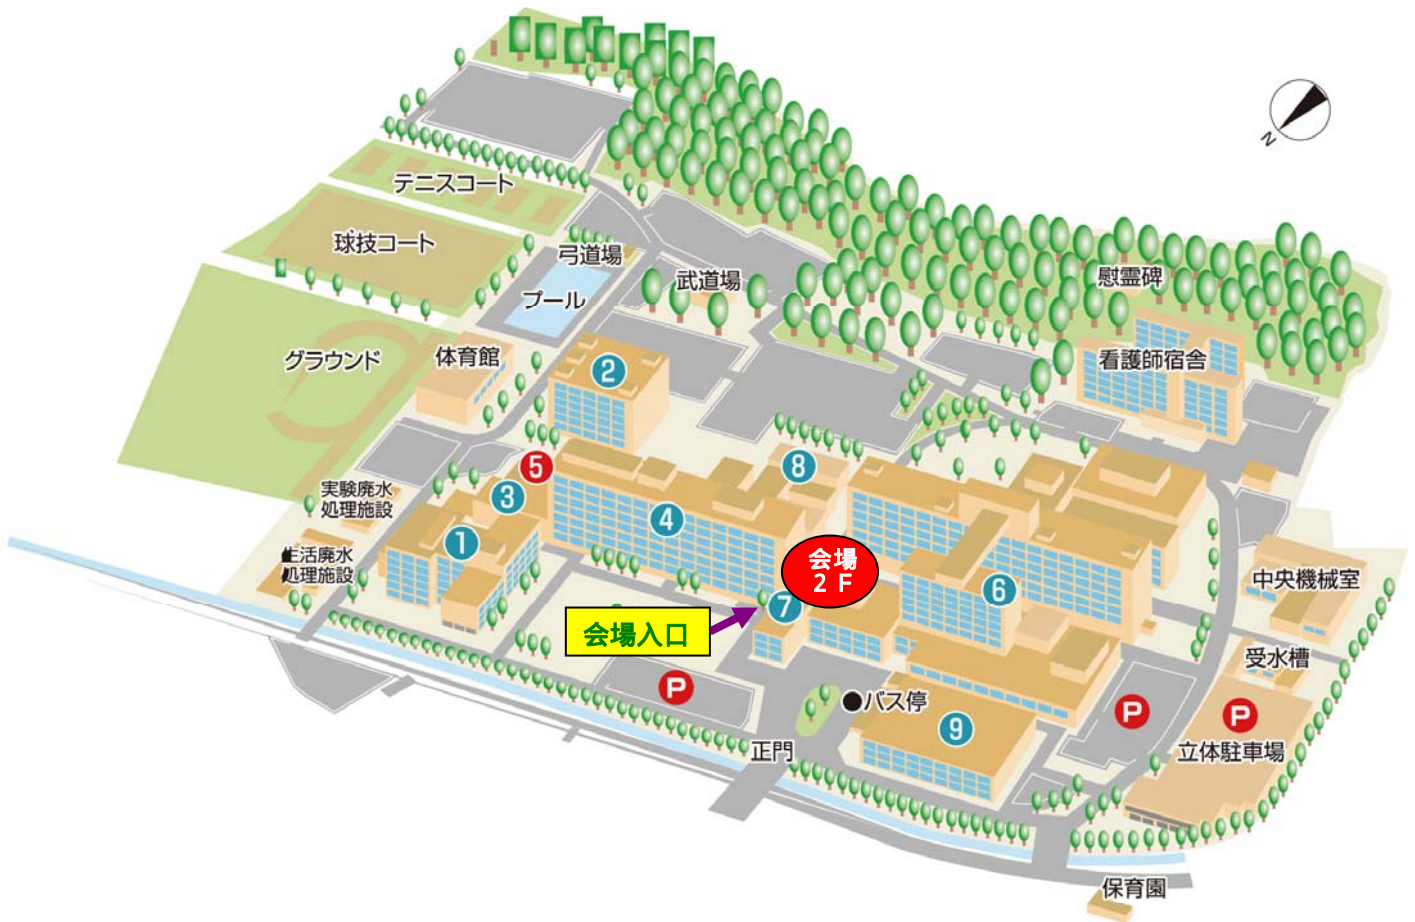 N
テニスコート
球技コート
弓道場
プール
武道場
慰霊碑
グラウンド
体育館
看護師宿舎
2
5
8
3
実験廃水
処理施設
4
1
生活廃水
処理施設
会場
2F
中央機械室
6
7
会場入口
受水槽
P
バス停
P
P
9
正門
立体駐車場
保育園